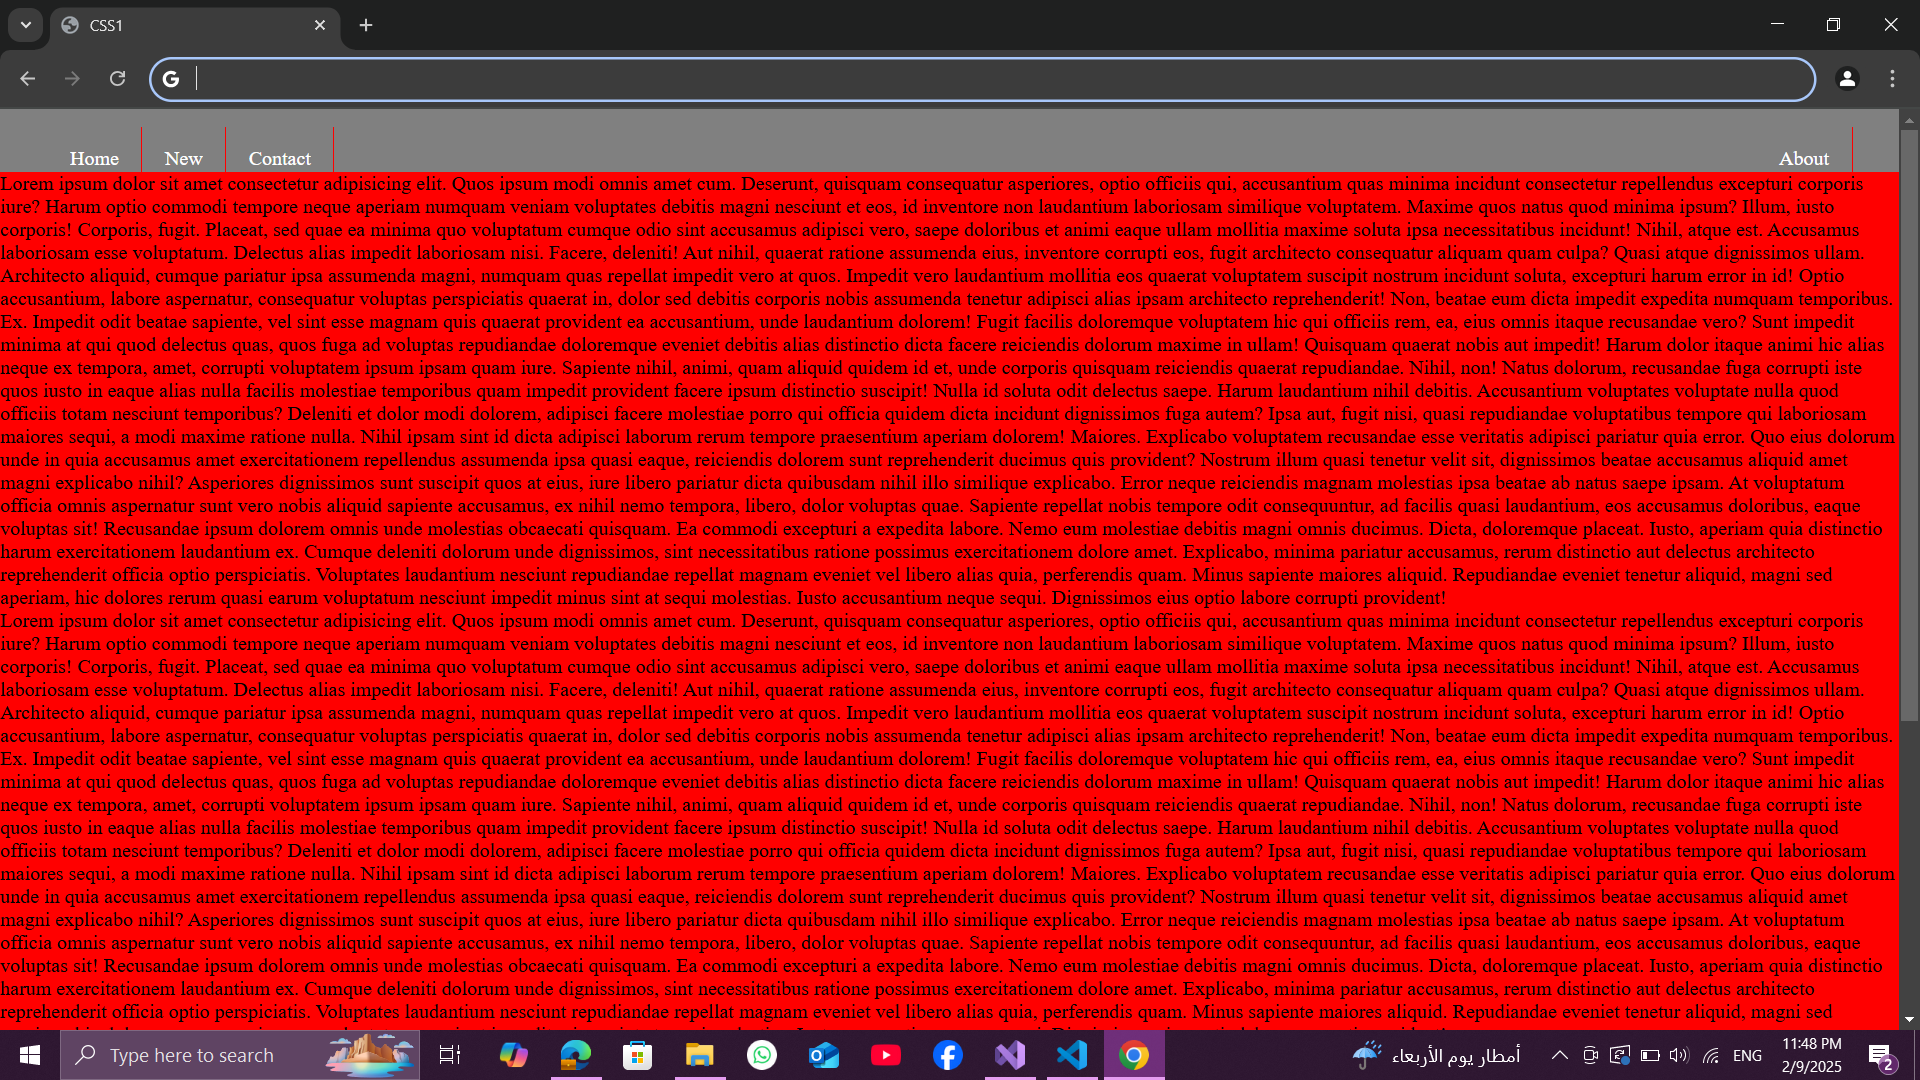 CSS1
Home New Contact About
Lorem ipsum dolor sit amet consectetur adipisicing elit. Quos ipsum modi omnis amet cum. Deserunt, quisquam consequatur asperiores, optio officiis qui, accusantium quas minima incidunt consectetur repellendus excepturi corporis
iure? Harum optio commodi tempore neque aperiam numquam veniam voluptates debitis magni nesciunt et eos, id inventore non laudantium laboriosam similique voluptatem. Maxime quos natus quod minima ipsum? Illum, iusto
corporis! Corporis, fugit. Placeat, sed quae ea minima quo voluptatum cumque odio sint accusamus adipisci vero, saepe doloribus et animi eaque ullam mollitia maxime soluta ipsa necessitatibus incidunt! Nihil, atque est. Accusamus
laboriosam esse voluptatum. Delectus alias impedit laboriosam nisi. Facere, deleniti! Aut nihil, quaerat ratione assumenda eius, inventore corrupti eos, fugit architecto consequatur aliquam quam culpa? Quasi atque dignissimos ullam.
Architecto aliquid, cumque pariatur ipsa assumenda magni, numquam quas repellat impedit vero at quos. Impedit vero laudantium mollitia eos quaerat voluptatem suscipit nostrum incidunt soluta, excepturi harum error in id! Optio
accusantium, labore aspernatur, consequatur voluptas perspiciatis quaerat in, dolor sed debitis corporis nobis assumenda tenetur adipisci alias ipsam architecto reprehenderit! Non, beatae eum dicta impedit expedita numquam temporibus.
Ex. Impedit odit beatae sapiente, vel sint esse magnam quis quaerat provident ea accusantium, unde laudantium dolorem! Fugit facilis doloremque voluptatem hic qui officiis rem, ea, eius omnis itaque recusandae vero? Sunt impedit
minima at qui quod delectus quas, quos fuga ad voluptas repudiandae doloremque eveniet debitis alias distinctio dicta facere reiciendis dolorum maxime in ullam! Quisquam quaerat nobis aut impedit! Harum dolor itaque animi hic alias
neque ex tempora, amet, corrupti voluptatem ipsum ipsam quam iure. Sapiente nihil, animi, quam aliquid quidem id et, unde corporis quisquam reiciendis quaerat repudiandae. Nihil, non! Natus dolorum, recusandae fuga corrupti iste
quos iusto in eaque alias nulla facilis molestiae temporibus quam impedit provident facere ipsum distinctio suscipit! Nulla id soluta odit delectus saepe. Harum laudantium nihil debitis. Accusantium voluptates voluptate nulla quod
officiis totam nesciunt temporibus? Deleniti et dolor modi dolorem, adipisci facere molestiae porro qui officia quidem dicta incidunt dignissimos fuga autem? Ipsa aut, fugit nisi, quasi repudiandae voluptatibus tempore qui laboriosam
maiores sequi, a modi maxime ratione nulla. Nihil ipsam sint id dicta adipisci laborum rerum tempore praesentium aperiam dolorem! Maiores. Explicabo voluptatem recusandae esse veritatis adipisci pariatur quia error. Quo eius dolorum
unde in quia accusamus amet exercitationem repellendus assumenda ipsa quasi eaque, reiciendis dolorem sunt reprehenderit ducimus quis provident? Nostrum illum quasi tenetur velit sit, dignissimos beatae accusamus aliquid amet
magni explicabo nihil? Asperiores dignissimos sunt suscipit quos at eius, iure libero pariatur dicta quibusdam nihil illo similique explicabo. Error neque reiciendis magnam molestias ipsa beatae ab natus saepe ipsam. At voluptatum
officia omnis aspernatur sunt vero nobis aliquid sapiente accusamus, ex nihil nemo tempora, libero, dolor voluptas quae. Sapiente repellat nobis tempore odit consequuntur, ad facilis quasi laudantium, eos accusamus doloribus, eaque
voluptas sit! Recusandae ipsum dolorem omnis unde molestias obcaecati quisquam. Ea commodi excepturi a expedita labore. Nemo eum molestiae debitis magni omnis ducimus. Dicta, doloremque placeat. Iusto, aperiam quia distinctio
harum exercitationem laudantium ex. Cumque deleniti dolorum unde dignissimos, sint necessitatibus ratione possimus exercitationem dolore amet. Explicabo, minima pariatur accusamus, rerum distinctio aut delectus architecto
reprehenderit officia optio perspiciatis. Voluptates laudantium nesciunt repudiandae repellat magnam eveniet vel libero alias quia, perferendis quam. Minus sapiente maiores aliquid. Repudiandae eveniet tenetur aliquid, magni sed
aperiam, hic dolores rerum quasi earum voluptatum nesciunt impedit minus sint at sequi molestias. Iusto accusantium neque sequi. Dignissimos eius optio labore corrupti provident!
Lorem ipsum dolor sit amet consectetur adipisicing elit. Quos ipsum modi omnis amet cum. Deserunt, quisquam consequatur asperiores, optio officiis qui, accusantium quas minima incidunt consectetur repellendus excepturi corporis
iure? Harum optio commodi tempore neque aperiam numquam veniam voluptates debitis magni nesciunt et eos, id inventore non laudantium laboriosam similique voluptatem. Maxime quos natus quod minima ipsum? Illum, iusto
corporis! Corporis, fugit. Placeat, sed quae ea minima quo voluptatum cumque odio sint accusamus adipisci vero, saepe doloribus et animi eaque ullam mollitia maxime soluta ipsa necessitatibus incidunt! Nihil, atque est. Accusamus
laboriosam esse voluptatum. Delectus alias impedit laboriosam nisi. Facere, deleniti! Aut nihil, quaerat ratione assumenda eius, inventore corrupti eos, fugit architecto consequatur aliquam quam culpa? Quasi atque dignissimos ullam.
Architecto aliquid, cumque pariatur ipsa assumenda magni, numquam quas repellat impedit vero at quos. Impedit vero laudantium mollitia eos quaerat voluptatem suscipit nostrum incidunt soluta, excepturi harum error in id! Optio
accusantium, labore aspernatur, consequatur voluptas perspiciatis quaerat in, dolor sed debitis corporis nobis assumenda tenetur adipisci alias ipsam architecto reprehenderit! Non, beatae eum dicta impedit expedita numquam temporibus.
Ex. Impedit odit beatae sapiente, vel sint esse magnam quis quaerat provident ea accusantium, unde laudantium dolorem! Fugit facilis doloremque voluptatem hic qui officiis rem, ea, eius omnis itaque recusandae vero? Sunt impedit
minima at qui quod delectus quas, quos fuga ad voluptas repudiandae doloremque eveniet debitis alias distinctio dicta facere reiciendis dolorum maxime in ullam! Quisquam quaerat nobis aut impedit! Harum dolor itaque animi hic alias
neque ex tempora, amet, corrupti voluptatem ipsum ipsam quam iure. Sapiente nihil, animi, quam aliquid quidem id et, unde corporis quisquam reiciendis quaerat repudiandae. Nihil, non! Natus dolorum, recusandae fuga corrupti iste
quos iusto in eaque alias nulla facilis molestiae temporibus quam impedit provident facere ipsum distinctio suscipit! Nulla id soluta odit delectus saepe. Harum laudantium nihil debitis. Accusantium voluptates voluptate nulla quod
officiis totam nesciunt temporibus? Deleniti et dolor modi dolorem, adipisci facere molestiae porro qui officia quidem dicta incidunt dignissimos fuga autem? Ipsa aut, fugit nisi, quasi repudiandae voluptatibus tempore qui laboriosam
maiores sequi, a modi maxime ratione nulla. Nihil ipsam sint id dicta adipisci laborum rerum tempore praesentium aperiam dolorem! Maiores. Explicabo voluptatem recusandae esse veritatis adipisci pariatur quia error. Quo eius dolorum
unde in quia accusamus amet exercitationem repellendus assumenda ipsa quasi eaque, reiciendis dolorem sunt reprehenderit ducimus quis provident? Nostrum illum quasi tenetur velit sit, dignissimos beatae accusamus aliquid amet
magni explicabo nihil? Asperiores dignissimos sunt suscipit quos at eius, iure libero pariatur dicta quibusdam nihil illo similique explicabo. Error neque reiciendis magnam molestias ipsa beatae ab natus saepe ipsam. At voluptatum
officia omnis aspernatur sunt vero nobis aliquid sapiente accusamus, ex nihil nemo tempora, libero, dolor voluptas quae. Sapiente repellat nobis tempore odit consequuntur, ad facilis quasi laudantium, eos accusamus doloribus, eaque
voluptas sit! Recusandae ipsum dolorem omnis unde molestias obcaecati quisquam. Ea commodi excepturi a expedita labore. Nemo eum molestiae debitis magni omnis ducimus. Dicta, doloremque placeat. Iusto, aperiam quia distinctio
harum exercitationem laudantium ex. Cumque deleniti dolorum unde dignissimos, sint necessitatibus ratione possimus exercitationem dolore amet. Explicabo, minima pariatur accusamus, rerum distinctio aut delectus architecto
reprehenderit officia optio perspiciatis. Voluptates laudantium nesciunt repudiandae repellat magnam eveniet vel libero alias quia, perferendis quam. Minus sapiente maiores aliquid. Repudiandae eveniet tenetur aliquid, magni sed
Type here to search
أمطار يوم الأربعاء
ENG
11:48 PM
2/9/2025
2